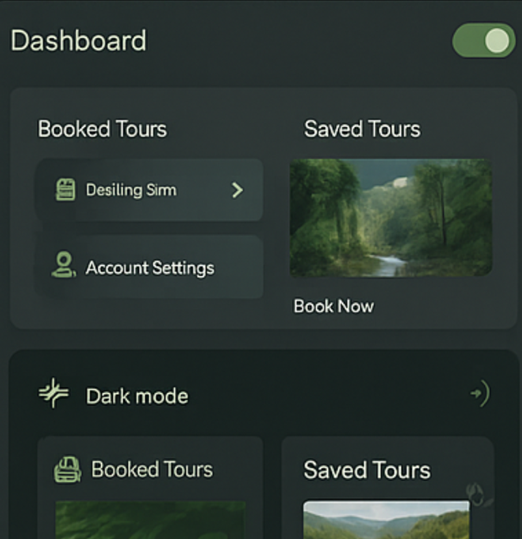 Dashboard
Booked Tours
Saved Tours
Desiling Sim
Account Settings
Book Now
Dark mode
Booked Tours
Saved Tours